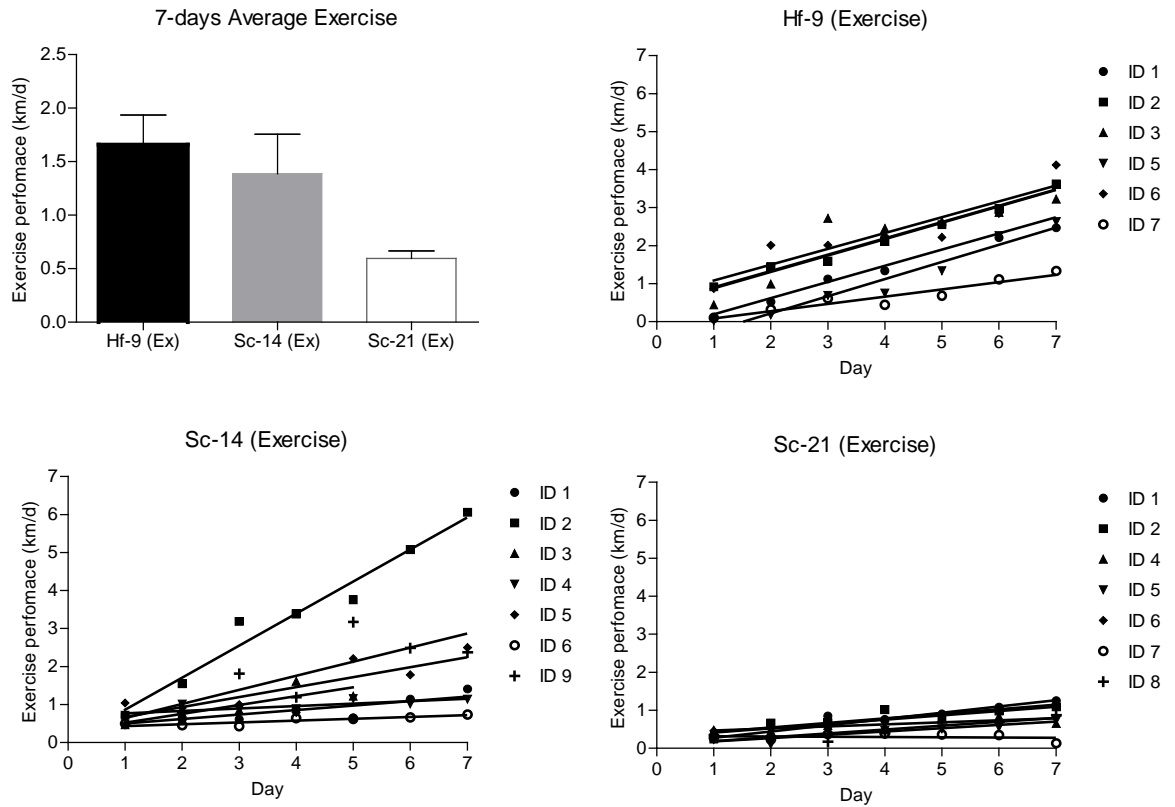 7-days Average Exercise
Exercise perfomace (km/d)
2.5
2.0
1.5
1.0
0.5
0.0
Hf-9 (Ex) Sc-14 (Ex) Sc-21 (Ex)
Hf-9 (Exercise)
Exercise perfomace (km/d)
7
6
5
4
3
2
1
0
0 1 2 3 4 5 6 7
Day
ID 1
ID 2
ID 3
ID 5
ID 6
ID 7
Sc-14 (Exercise)
Exercise perfomace (km/d)
7
6
5
4
3
2
1
0
0 1 2 3 4 5 6 7
Day
ID 1
ID 2
ID 3
ID 4
ID 5
ID 6
ID 9
Sc-21 (Exercise)
Exercise perfomace (km/d)
7
6
5
4
3
2
1
0
0 1 2 3 4 5 6 7
Day
ID 1
ID 2
ID 4
ID 5
ID 6
ID 7
ID 8